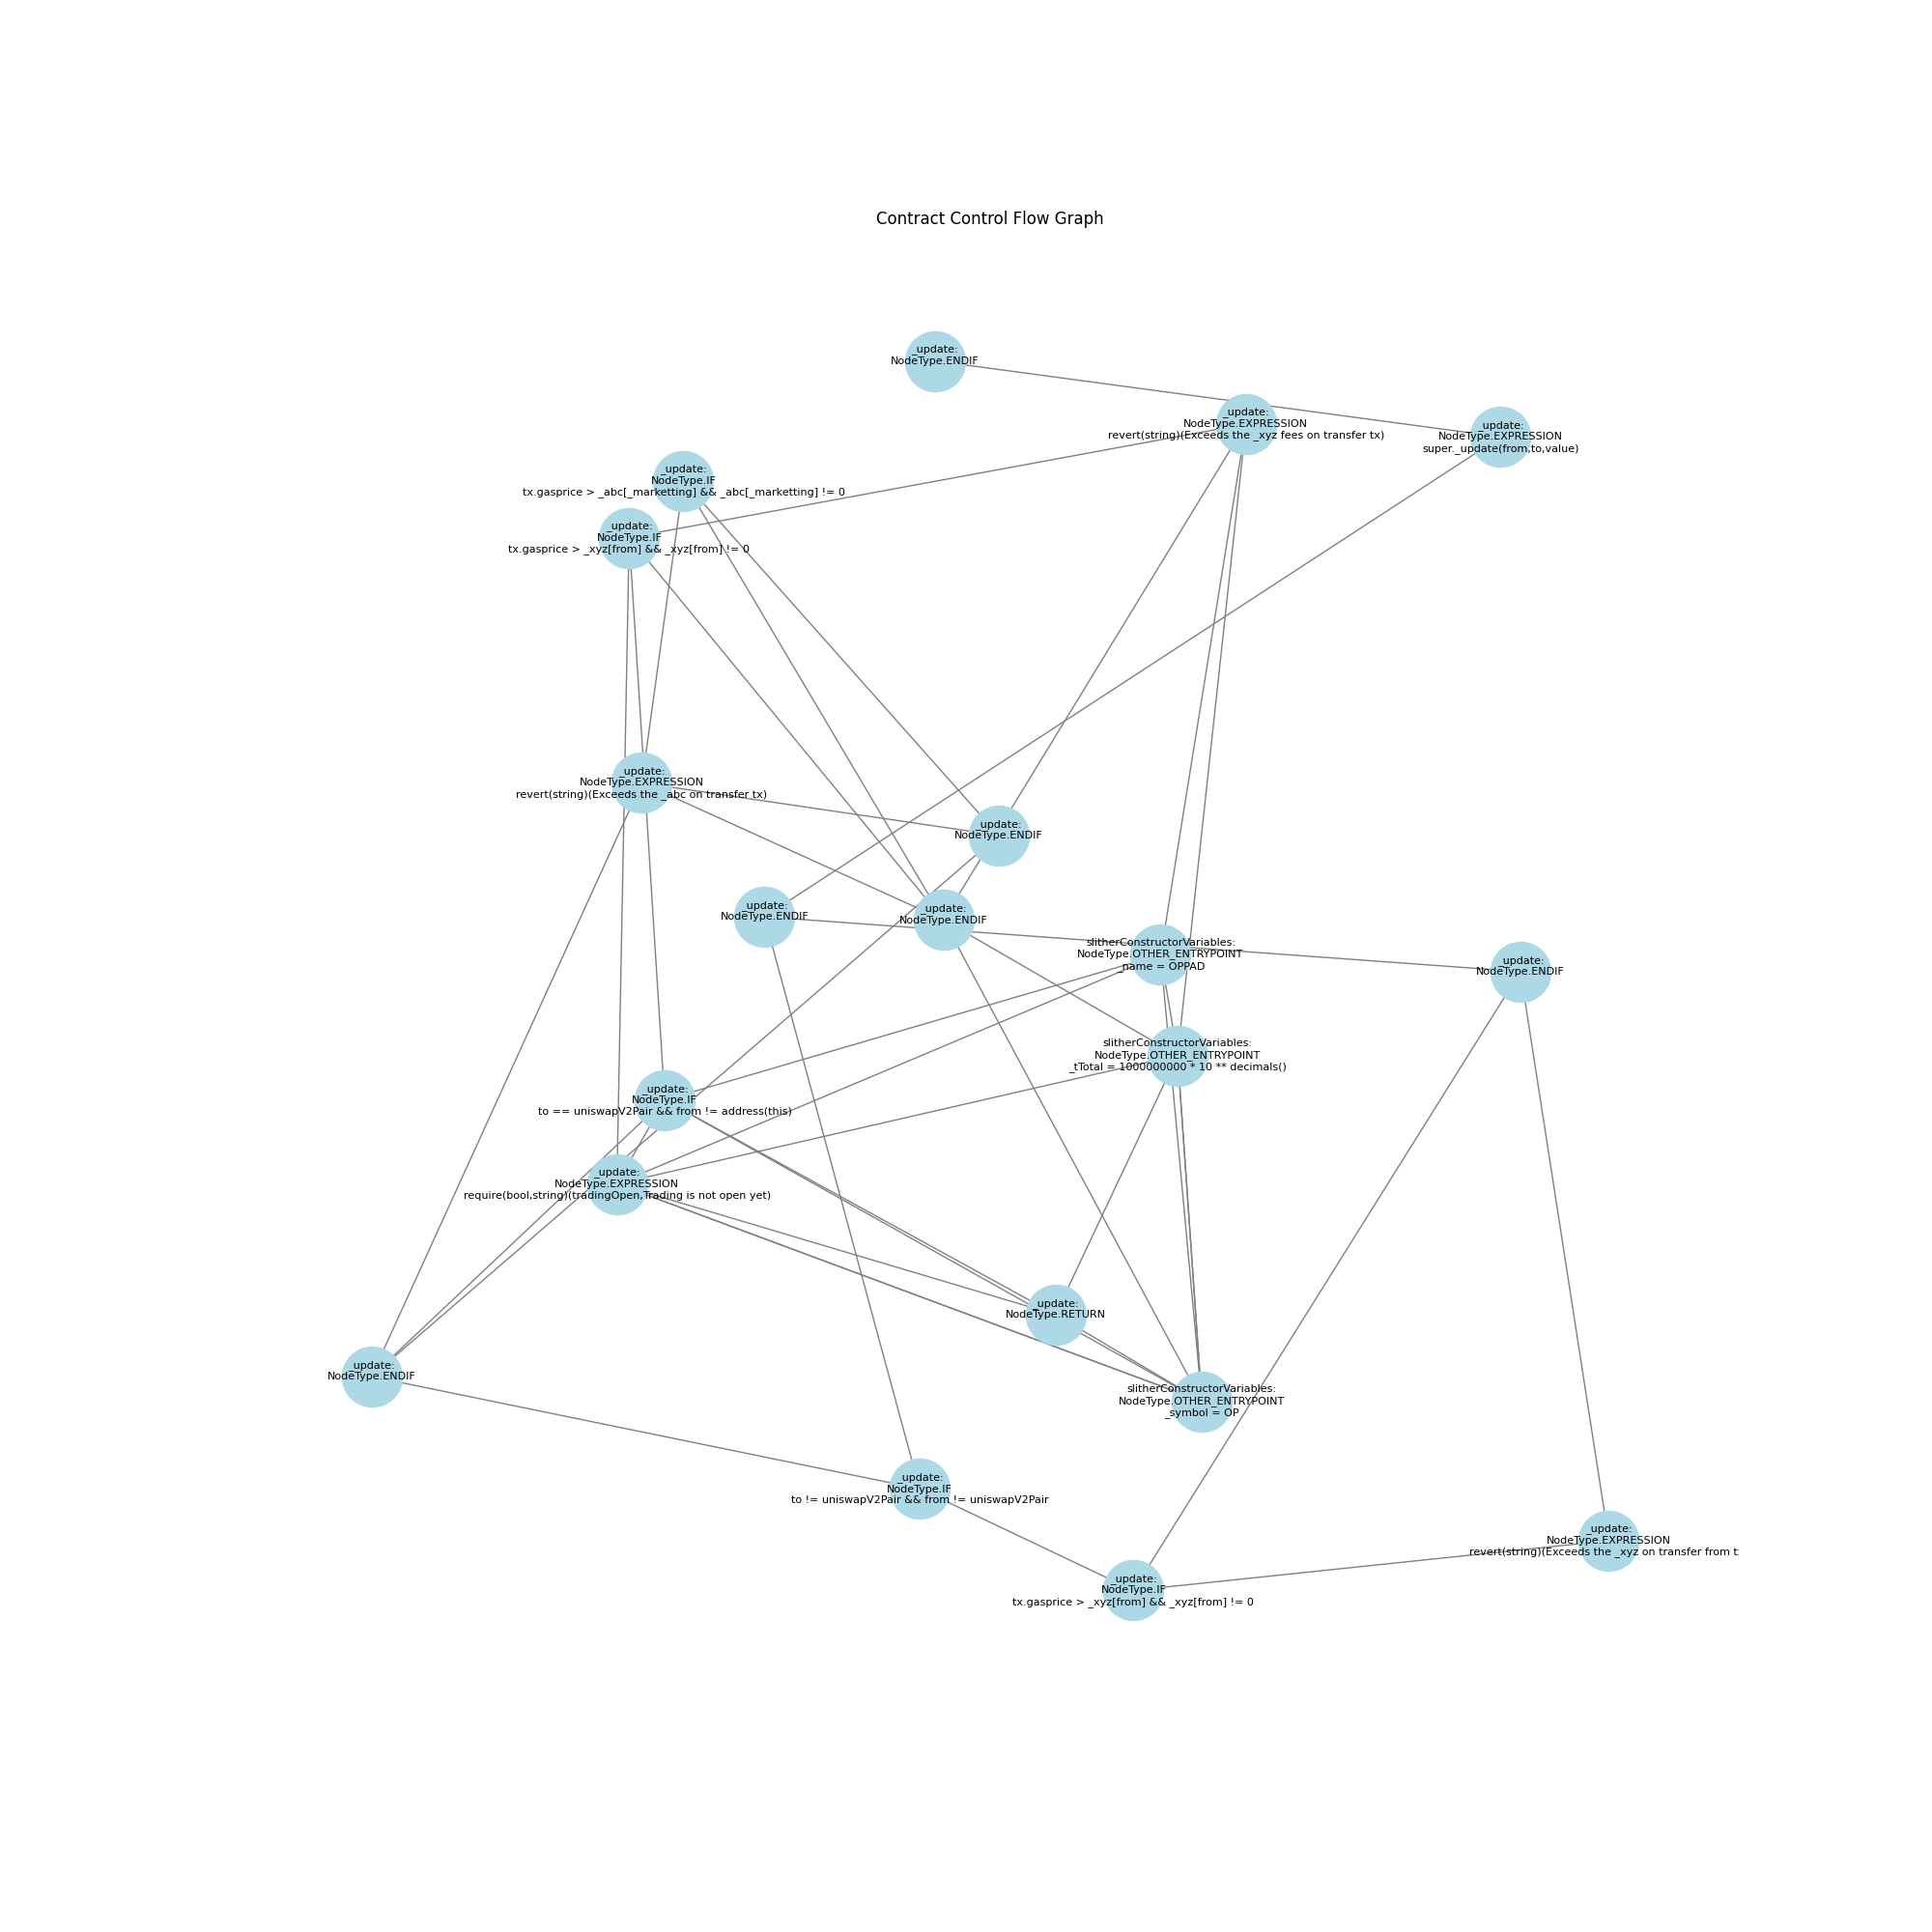 Contract Control Flow Graph
_update:
NodeType.ENDIF
_update:
NodeType.EXPRESSION
revert(string)(Exceeds the _xyz fees on transfer tx)
_update:
NodeType.EXPRESSION
super._update(from,to,value)
_update:
NodeType.IF
tx.gasprice > _abc[_marketting] && _abc[_marketting] != 0
_update:
NodeType.IF
tx.gasprice > _xyz[from] && _xyz[from] != 0
_update:
NodeType.EXPRESSION
revert(string)(Exceeds the _abc on transfer tx)
_update:
NodeType.ENDIF
_update:
NodeType.ENDIF
_update:
NodeType.ENDIF
slitherConstructorVariables:
NodeType.OTHER_ENTRYPOINT
_name = OPPAD
_update:
NodeType.ENDIF
slitherConstructorVariables:
NodeType.OTHER_ENTRYPOINT
_tTotal = 1000000000 * 10 ** decimals()
_update:
NodeType.IF
to == uniswapV2Pair && from != address(this)
_update:
NodeType.EXPRESSION
require(bool,string)(tradingOpen,Trading is not open yet)
_update:
NodeType.RETURN
_update:
NodeType.ENDIF
slitherConstructorVariables:
NodeType.OTHER_ENTRYPOINT
_symbol = OP
_update:
NodeType.IF
to != uniswapV2Pair && from != uniswapV2Pair
_update:
NodeType.EXPRESSION
revert(string)(Exceeds the _xyz on transfer from t
_update:
NodeType.IF
tx.gasprice > _xyz[from] && _xyz[from] != 0